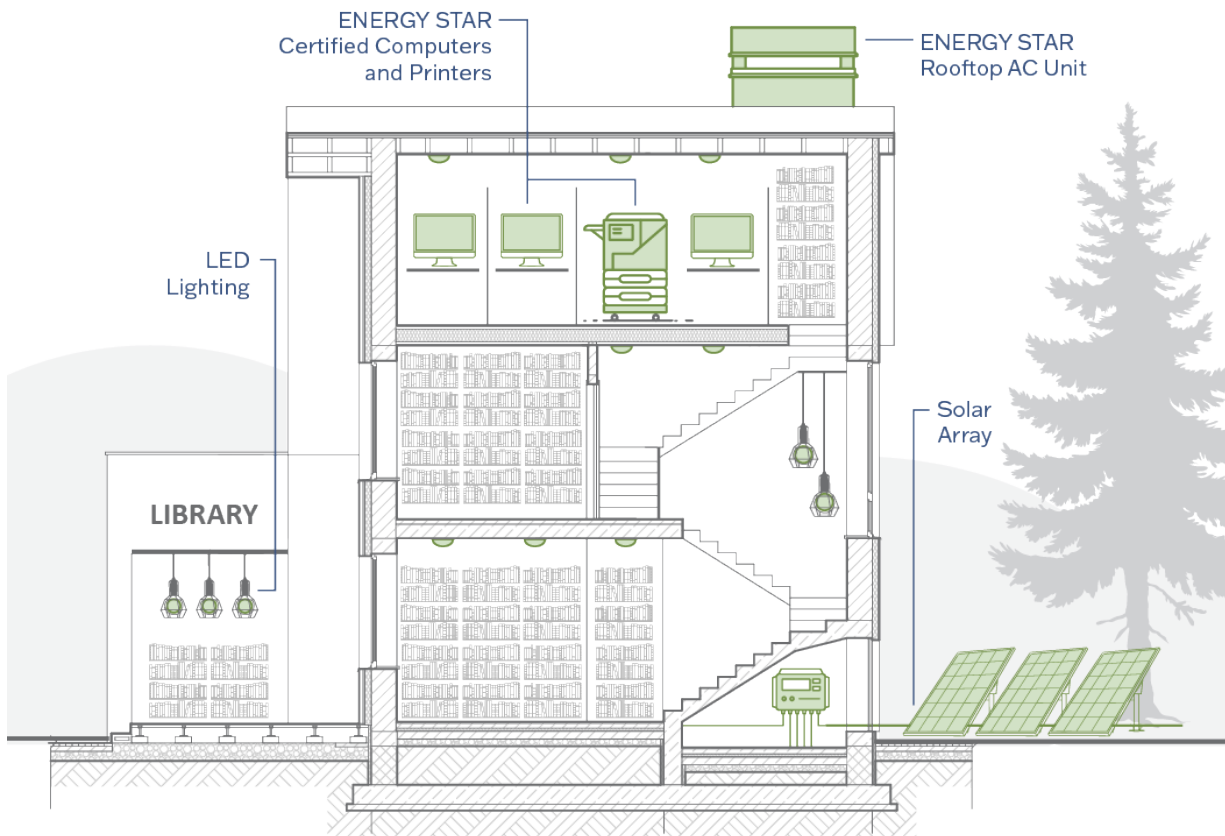 ENERGY STAR
Certified Computers
and Printers
ENERGY STAR
Rooftop AC Unit
LED
Lighting
Solar
Array
LIBRARY